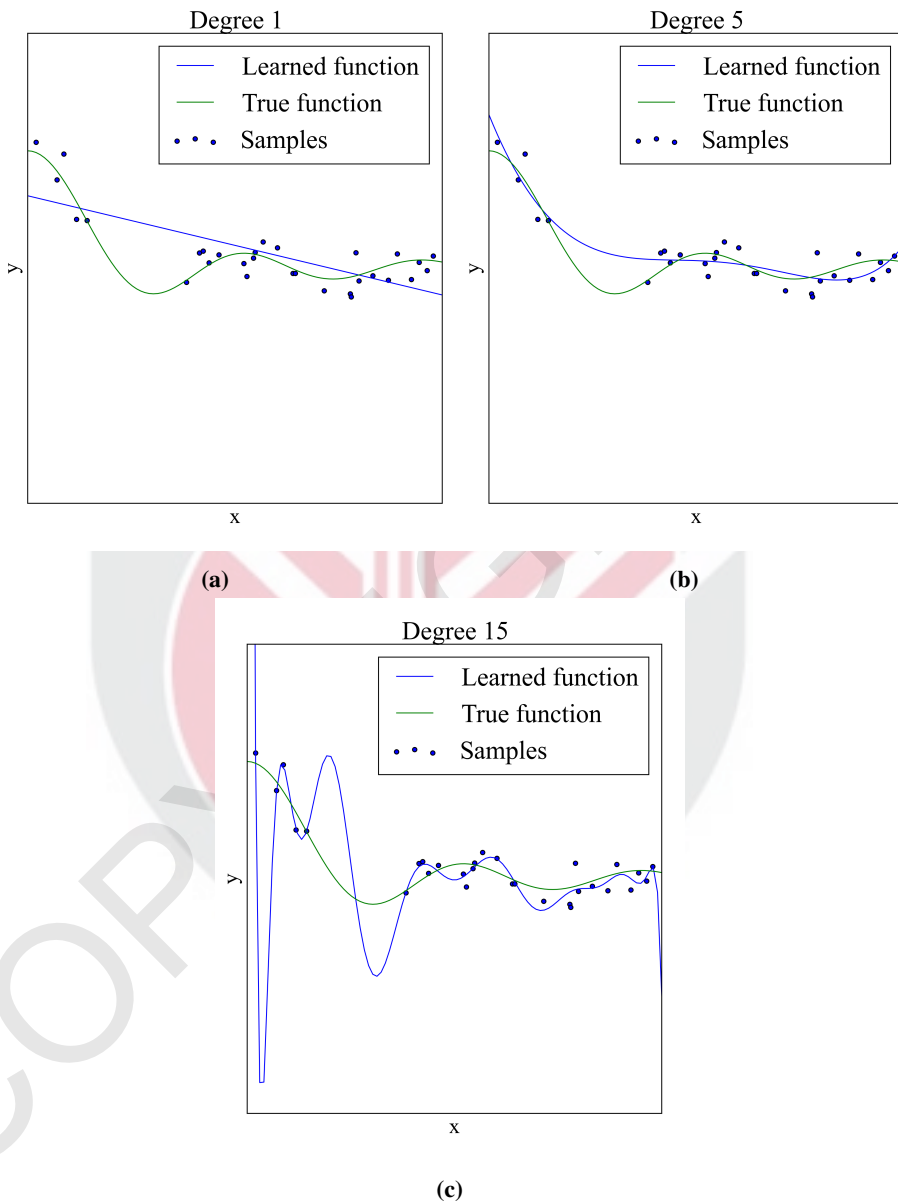 Degree 1
Learned function
True function
Samples
y
x
(a)
Degree 5
Learned function
True function
Samples
y
x
(b)
Degree 15
Learned function
True function
Samples
y
x
(c)
COPY